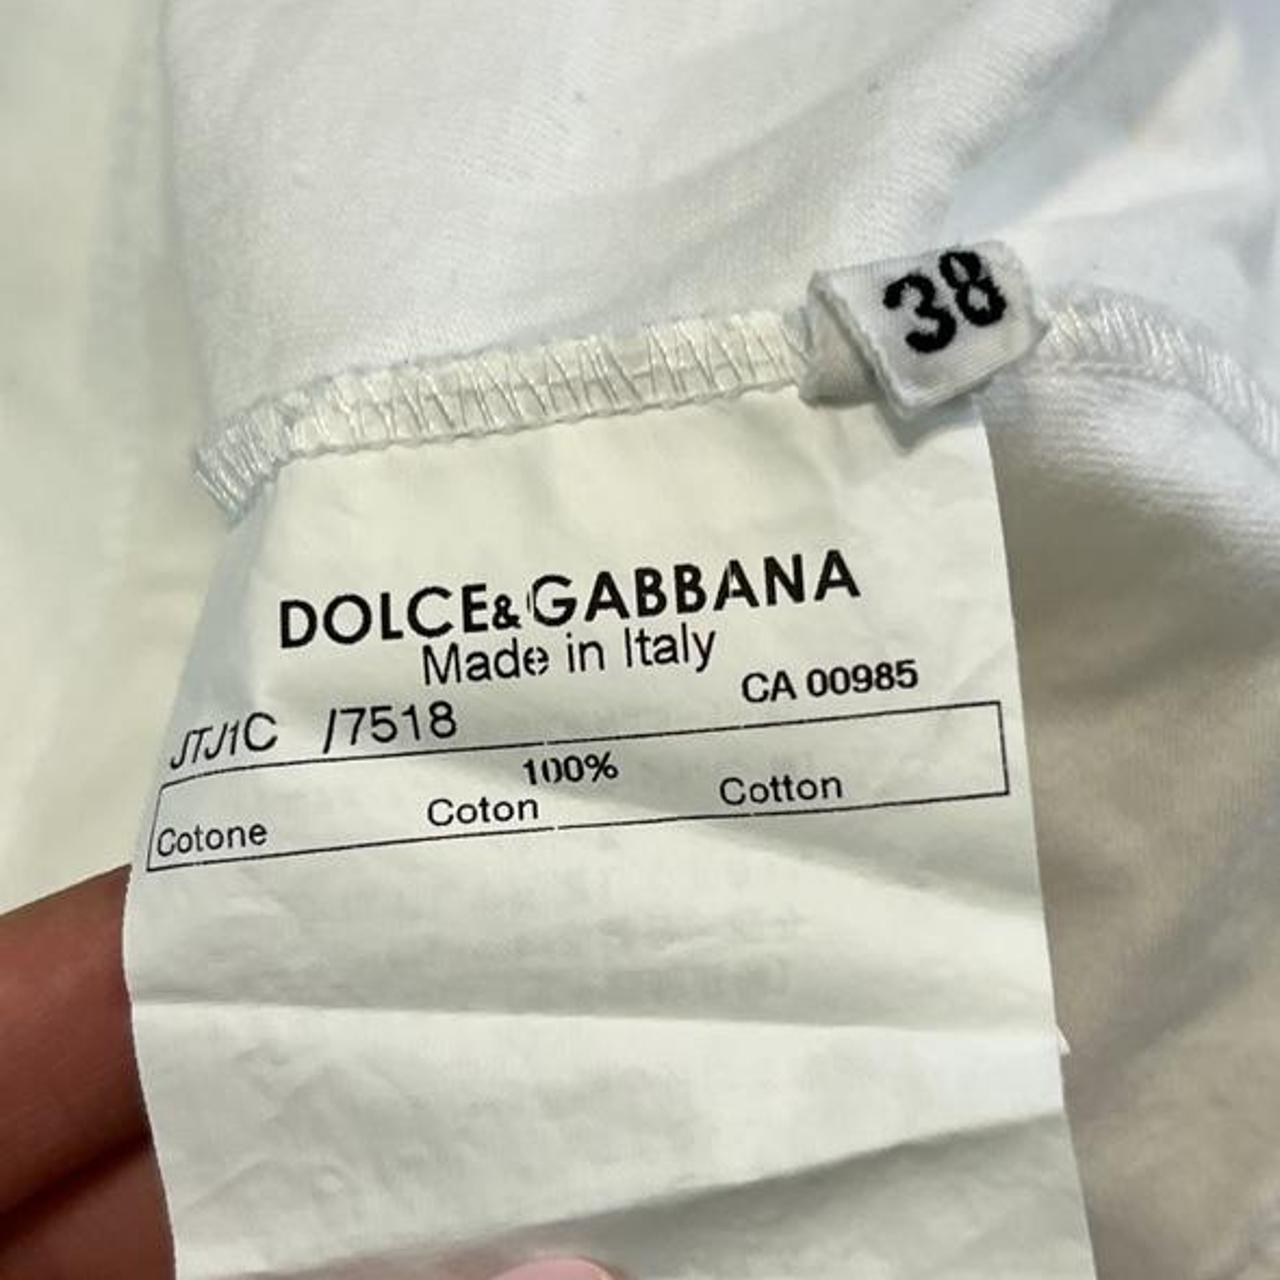 38
DOLCE&GABBANA
Made in Italy
CA 00985
JTJ1C /7518
100%
Cotone Coton Cotton